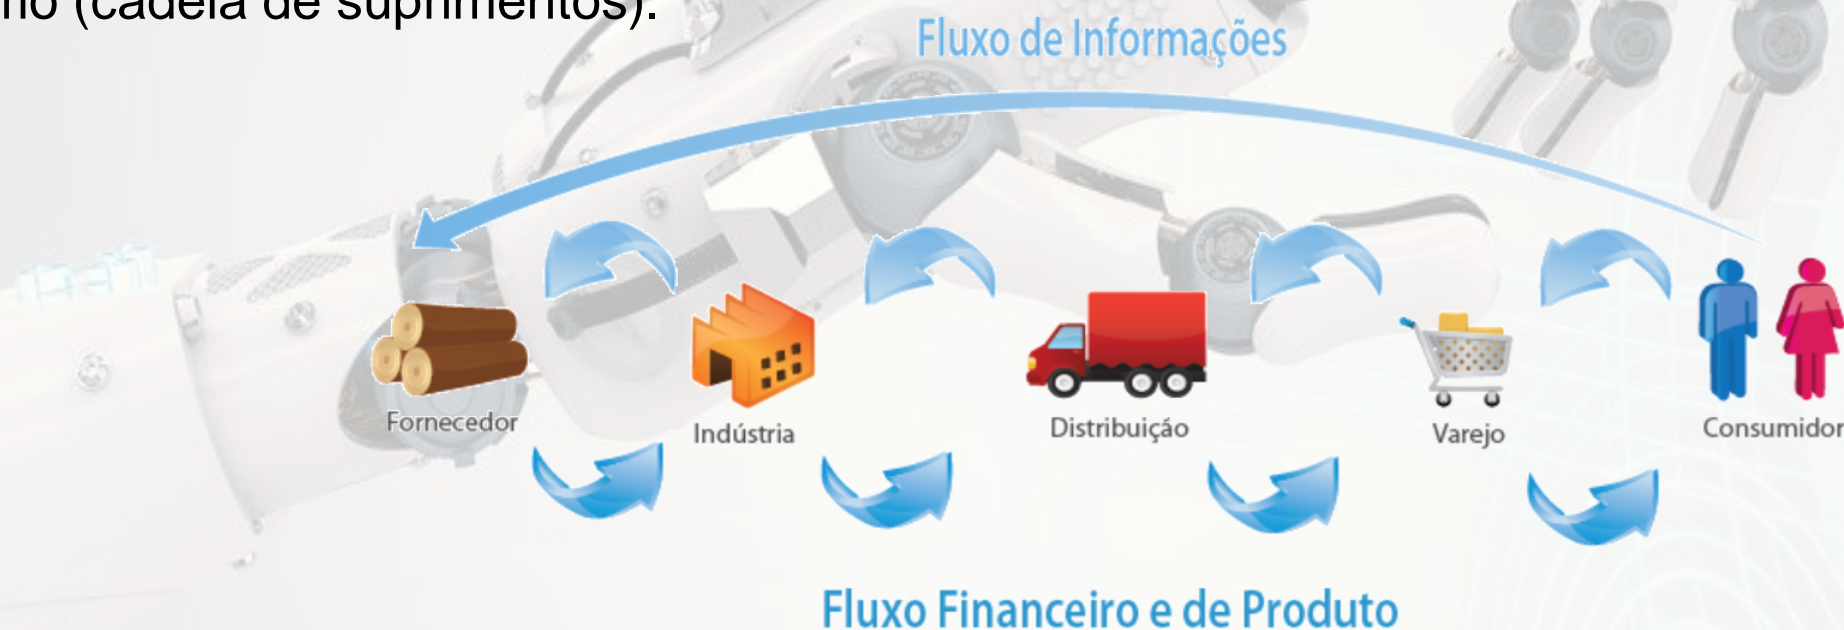 (cadeia de suprimentos).
Fluxo de Informações
Fornecedor
Indústria
Distribuição
Varejo
Consumidor
Fluxo Financeiro e de Produto